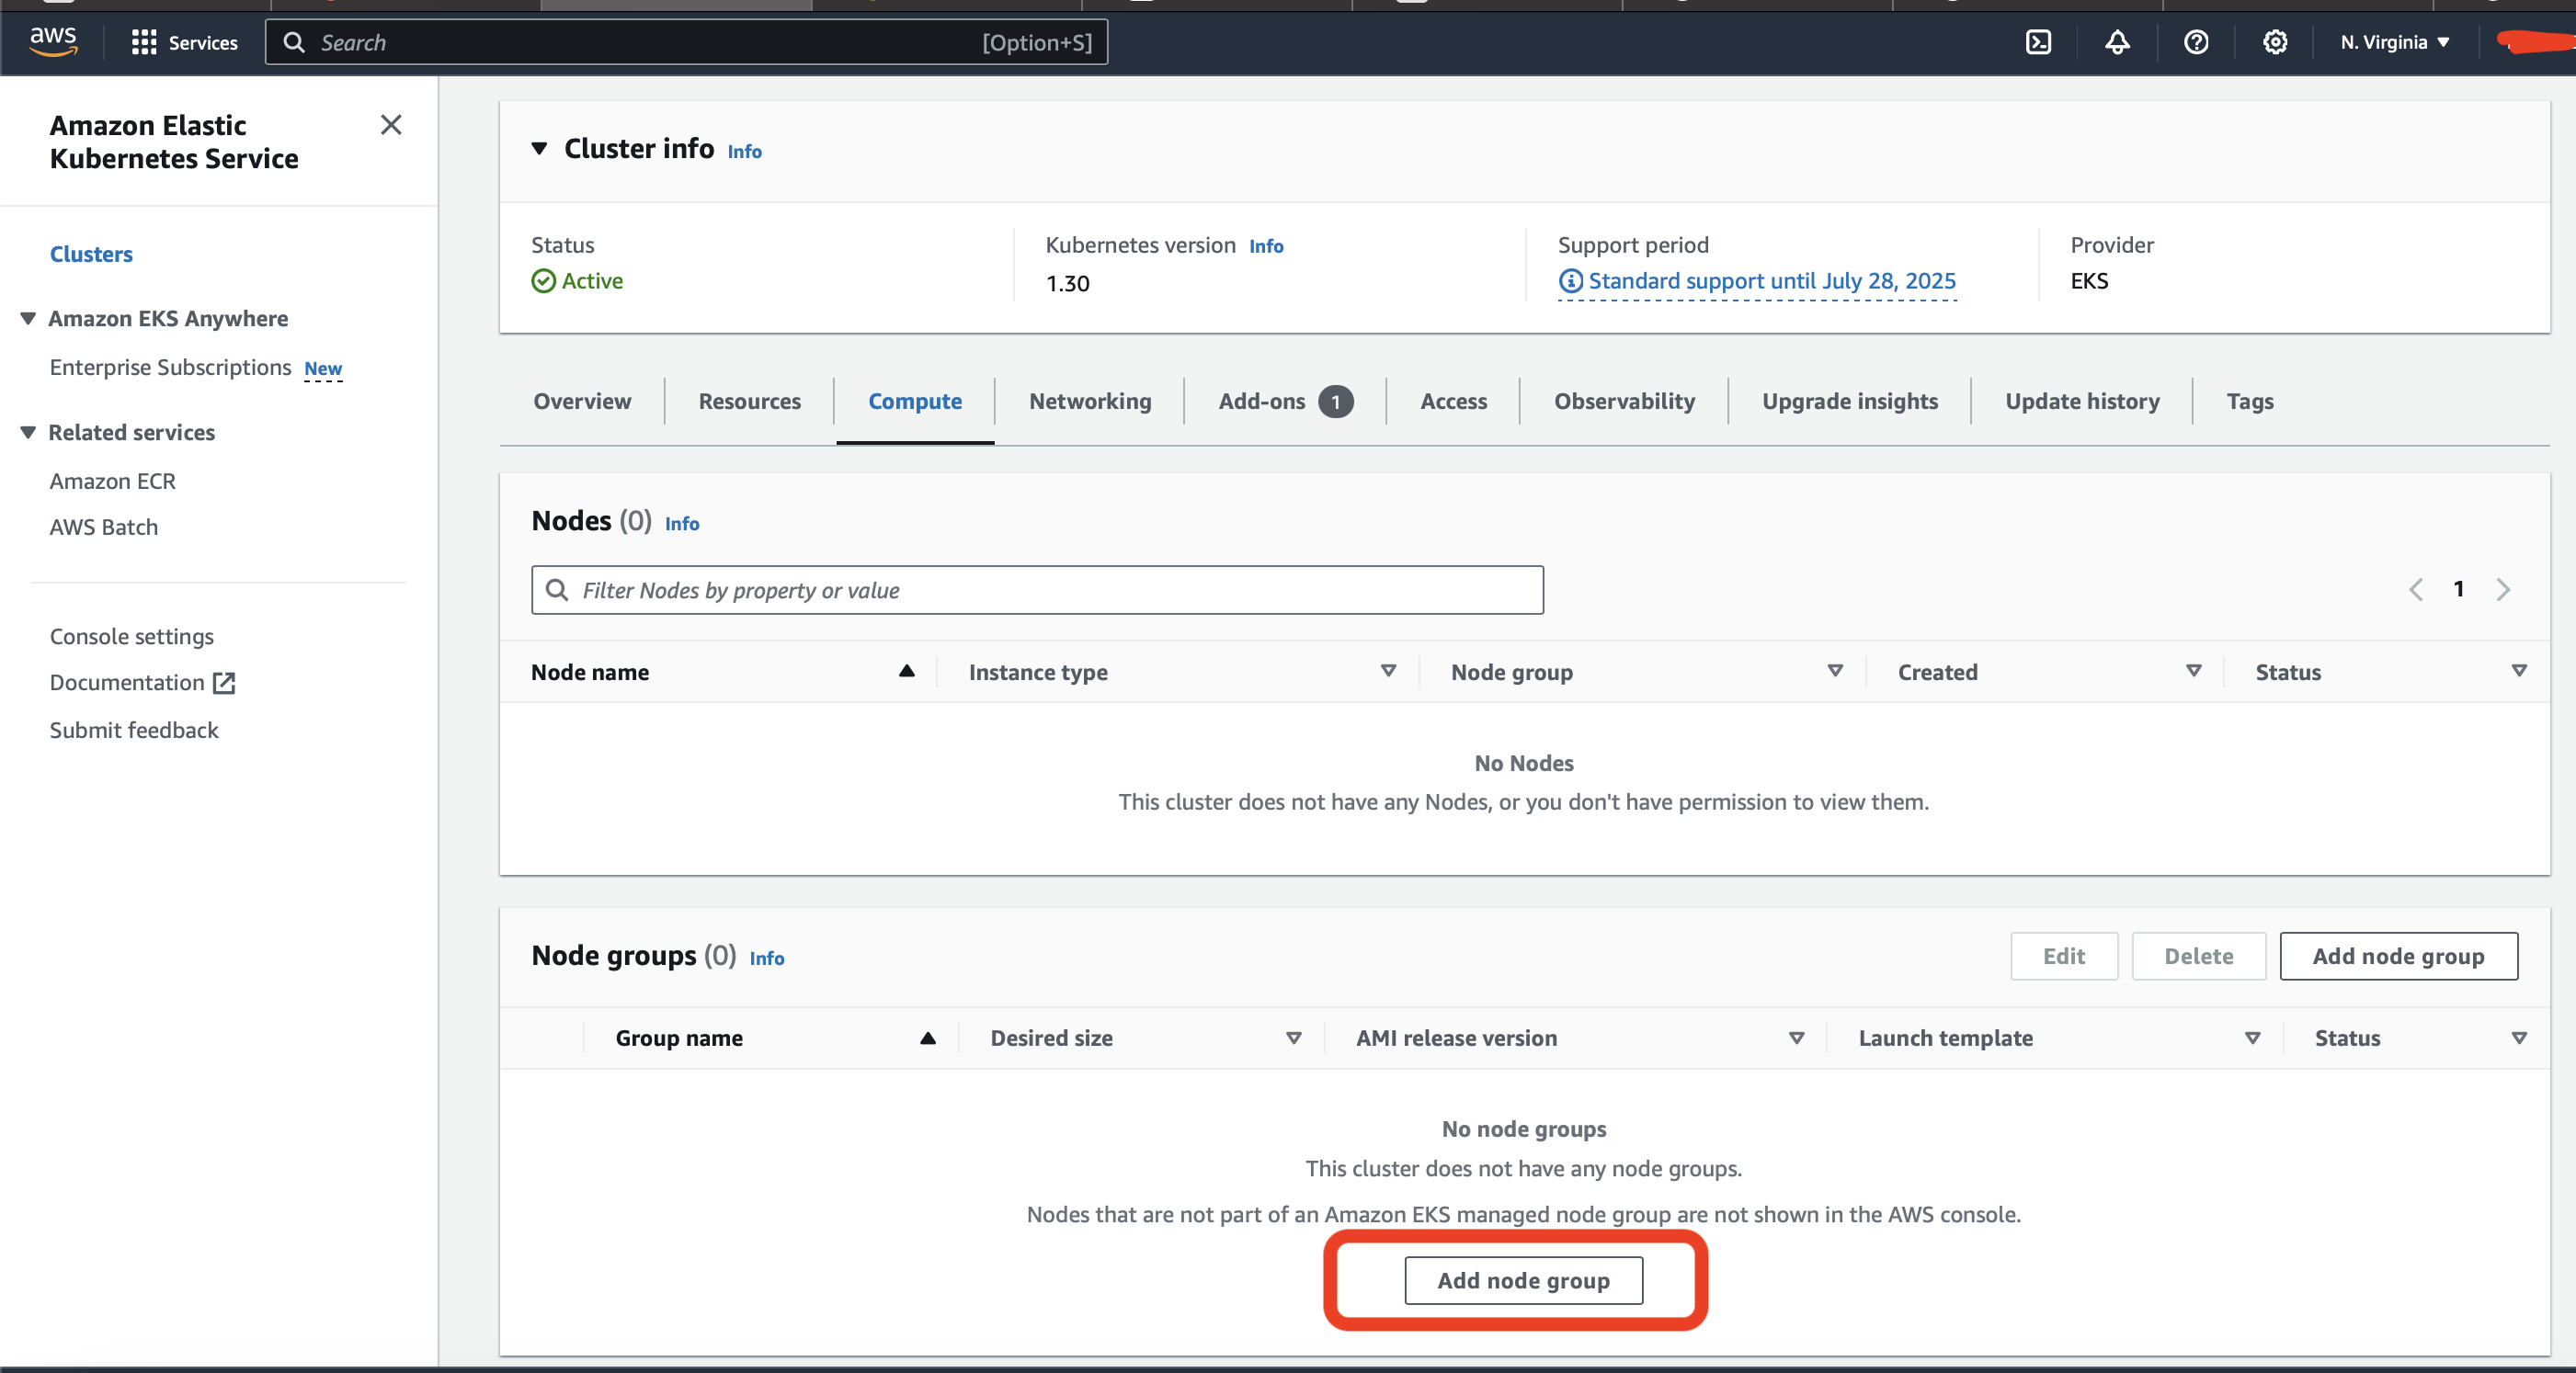 aws
Services
Search
[Option+S]
N. Virginia
Amazon Elastic
Kubernetes Service
Clusters
Amazon EKS Anywhere
Enterprise Subscriptions New
Related services
Amazon ECR
AWS Batch
Console settings
Documentation
Submit feedback
Cluster info Info
Status
Active
Kubernetes version Info
1.30
Support period
Standard support until July 28, 2025
Provider
EKS
Overview
Resources
Compute
Networking
Add-ons 1
Access
Observability
Upgrade insights
Update history
Tags
Nodes (0) Info
Filter Nodes by property or value
1
Node name
Instance type
Node group
Created
Status
No Nodes
This cluster does not have any Nodes, or you don't have permission to view them.
Node groups (0) Info
Edit
Delete
Add node group
Group name
Desired size
AMI release version
Launch template
Status
No node groups
This cluster does not have any node groups.
Nodes that are not part of an Amazon EKS managed node group are not shown in the AWS console.
Add node group